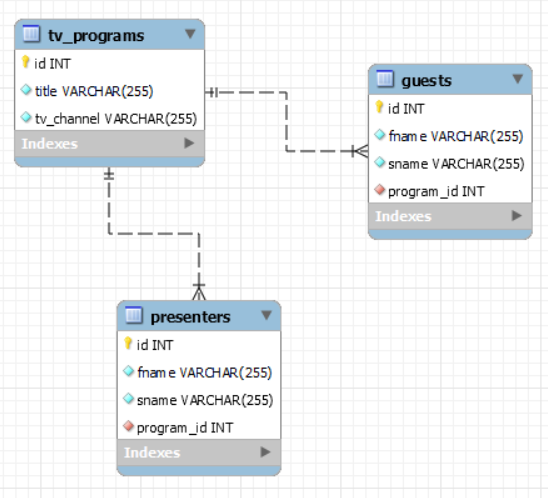 tv_programs
id INT
title VARCHAR(255)
tv_channel VARCHAR(255)
Indexes
guests
id INT
fname VARCHAR(255)
sname VARCHAR(255)
program_id INT
Indexes
presenters
id INT
fname VARCHAR(255)
sname VARCHAR(255)
program_id INT
Indexes